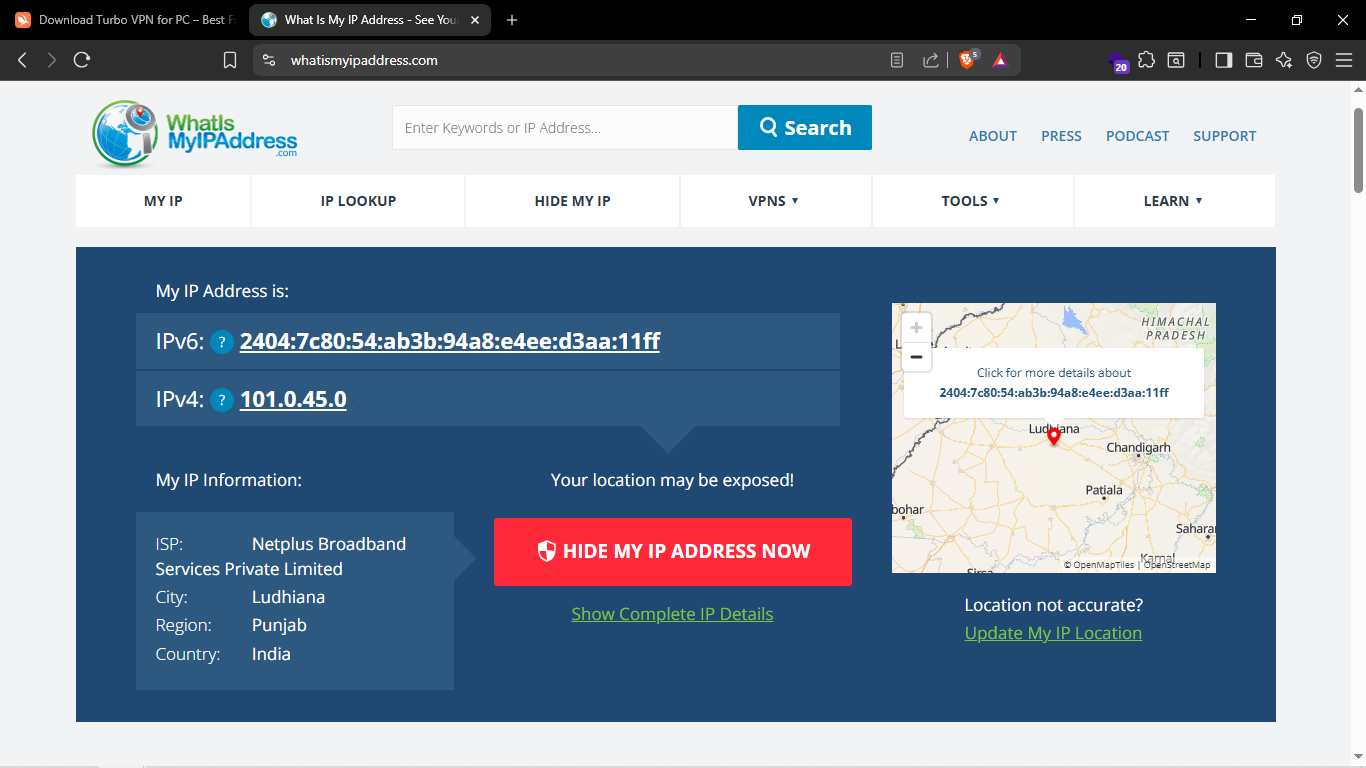 Download Turbo VPN for PC – Best F
What Is My IP Address - See You
whatismyipaddress.com
5
20
WhatIs
MyIPAddress
.com
Enter Keywords or IP Address...
Search
ABOUT
PRESS
PODCAST
SUPPORT
MY IP
IP LOOKUP
HIDE MY IP
VPNS
TOOLS
LEARN
My IP Address is:
IPv6: ? 2404:7c80:54:ab3b:94a8:e4ee:d3aa:11ff
IPv4: ? 101.0.45.0
My IP Information:
ISP: Netplus Broadband
Services Private Limited
City: Ludhiana
Region: Punjab
Country: India
Your location may be exposed!
HIDE MY IP ADDRESS NOW
Show Complete IP Details
HIMACHAL
PRADESH
Click for more details about
2404:7c80:54:ab3b:94a8:e4ee:d3aa:11ff
Ludhiana
Chandigarh
Patiala
bohar
Sahara
Karnal
Sirsa
© OpenMapTiles | OpenStreetMap
Location not accurate?
Update My IP Location